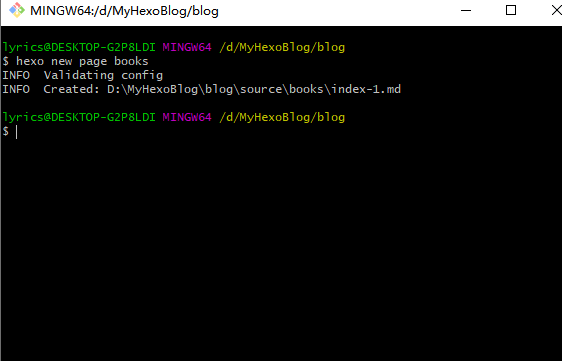 MINGW64:/d/MyHexoBlog/blog
lyrics@DESKTOP-G2P8LDI MINGW64 /d/MyHexoBlog/blog
$ hexo new page books
INFO  Validating config
INFO  Created: D:\MyHexoBlog\blog\source\books\index-1.md
lyrics@DESKTOP-G2P8LDI MINGW64 /d/MyHexoBlog/blog
$